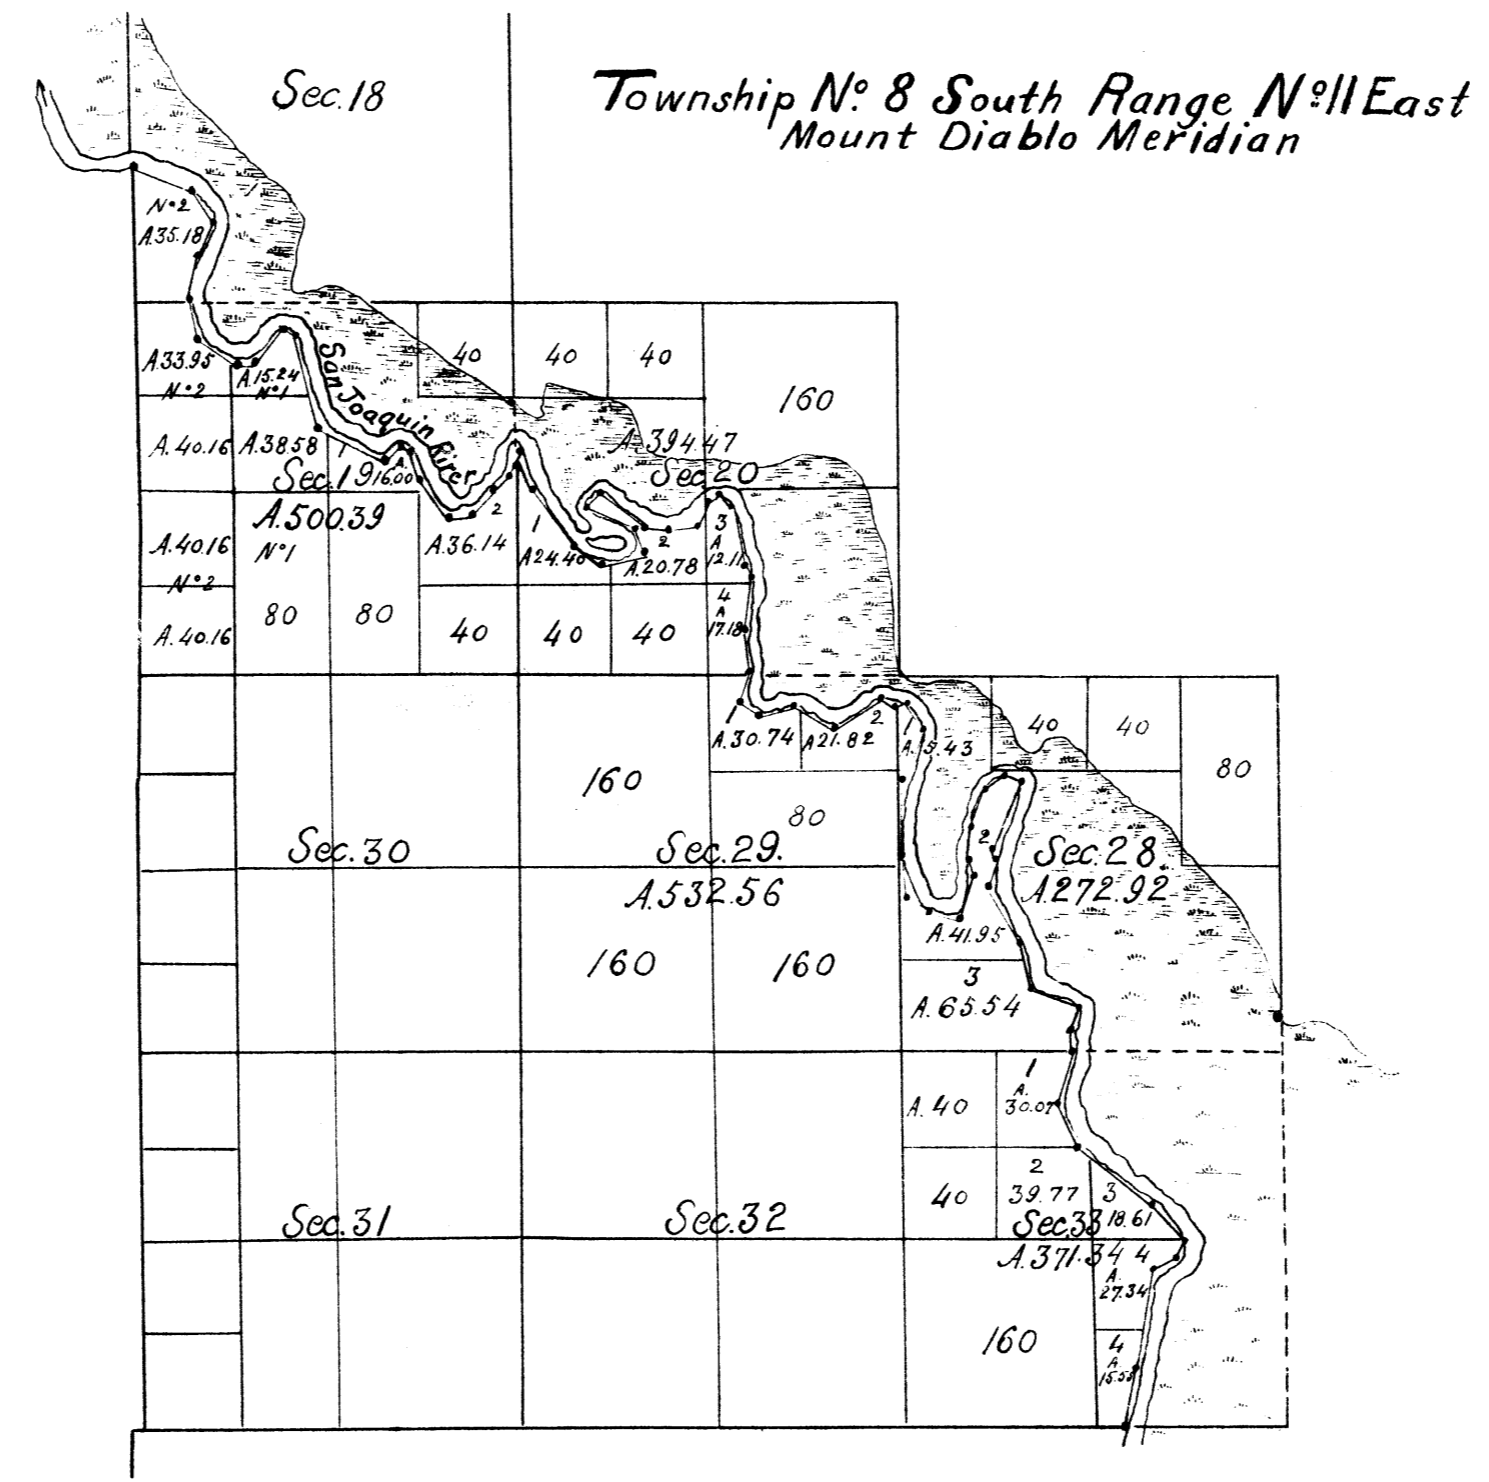 Township No. 8 South Range No. 11 East
Mount Diablo Meridian
Sec. 18
No 2
A. 35.18
A. 33.95
No 2
A. 15.24
No 1
San Joaquin River
40
40
40
160
A. 40.16
A. 38.58
1
A.
16.00
A. 394.47
Sec. 20
Sec. 19
A. 500.39
No 1
A. 40.16
No 2
A. 40.16
80
80
2
A. 36.14
40
1
A 24.40
40
2
A. 20.78
40
3
A
12.11
4
A
17.18
1
A. 30.74
2
A 21.82
1
40
40
80
160
80
Sec. 30
Sec. 29.
A. 532.56
160
160
2
Sec. 28.
A. 272.92
A. 41.95
3
A. 65.54
A. 40
1
A.
30.07
40
2
39.77
3
18.61
Sec. 31
Sec. 32
Sec. 33
A. 371.34
4
A.
27.34
160
4
A.